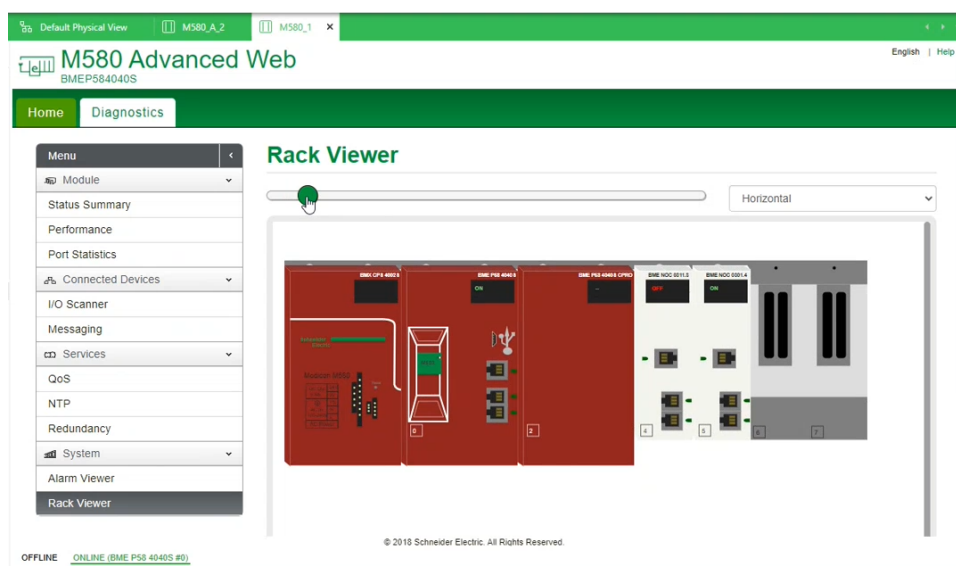 Default Physical View
M580_A_2
M580_1
M580 Advanced Web
BMEP584040S
English | Help
Home
Diagnostics
Menu
Module
Status Summary
Performance
Port Statistics
Connected Devices
I/O Scanner
Messaging
Services
QoS
NTP
Redundancy
System
Alarm Viewer
Rack Viewer
Rack Viewer
Horizontal
BME P58 4040 S
BME P58 4040 S CPRO
BME NOC 0311.3
BME NOC 0301.4
ON
OFF
ON
Modicon M580
0
2
4
5
6
7
© 2018 Schneider Electric. All Rights Reserved.
OFFLINE
ONLINE (BME P58 4040S #0)